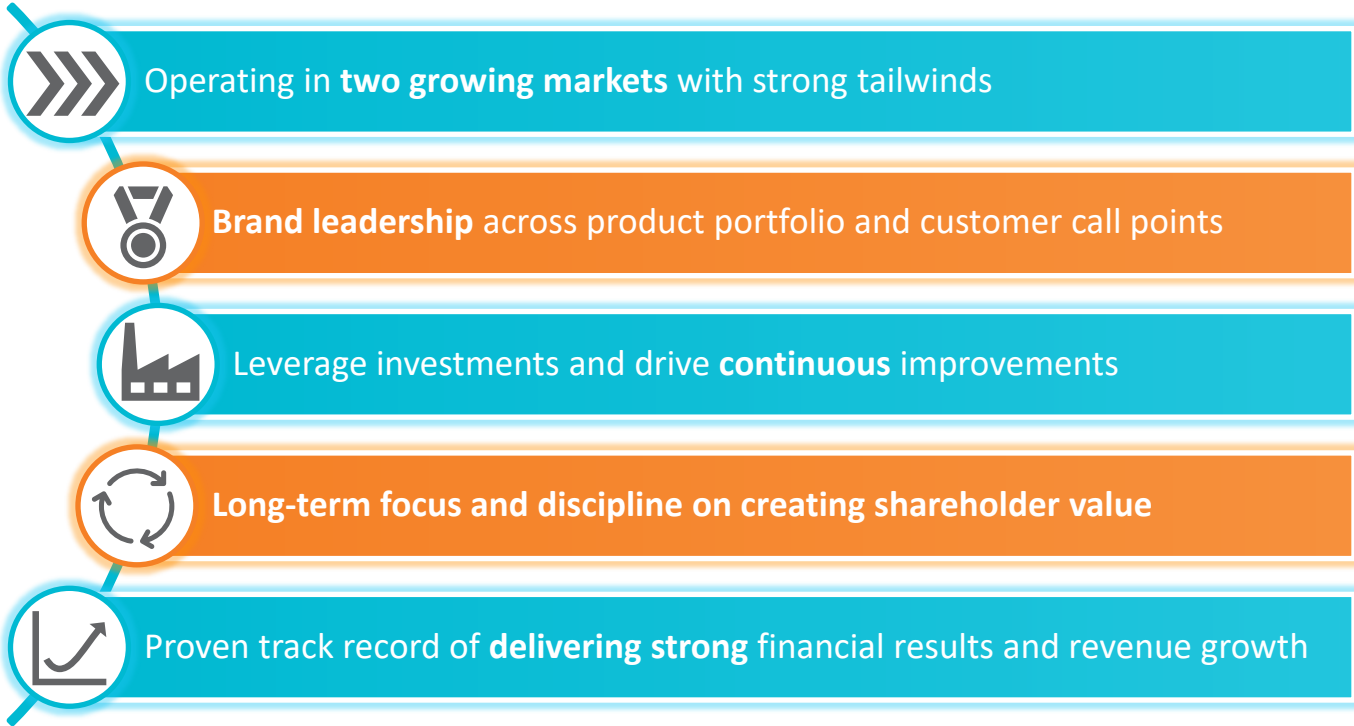 Operating in two growing markets with strong tailwinds
Brand leadership across product portfolio and customer call points
Leverage investments and drive continuous improvements
Long-term focus and discipline on creating shareholder value
Proven track record of delivering strong financial results and revenue growth